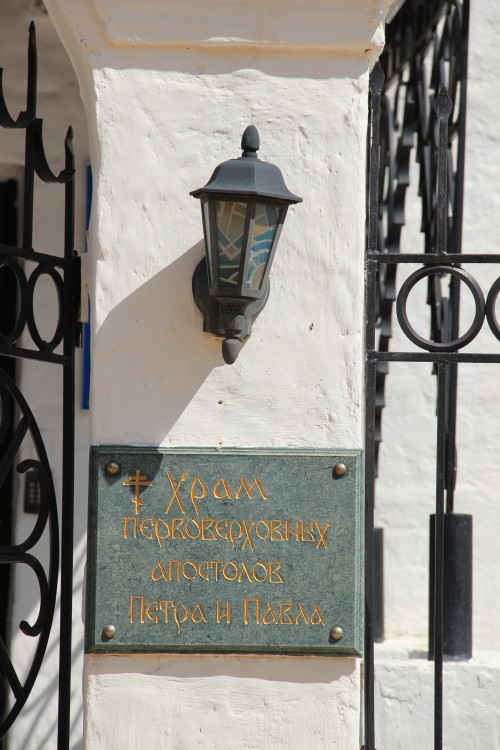 ☦ Храм
первоверховных
апостолов
Петра и Павла